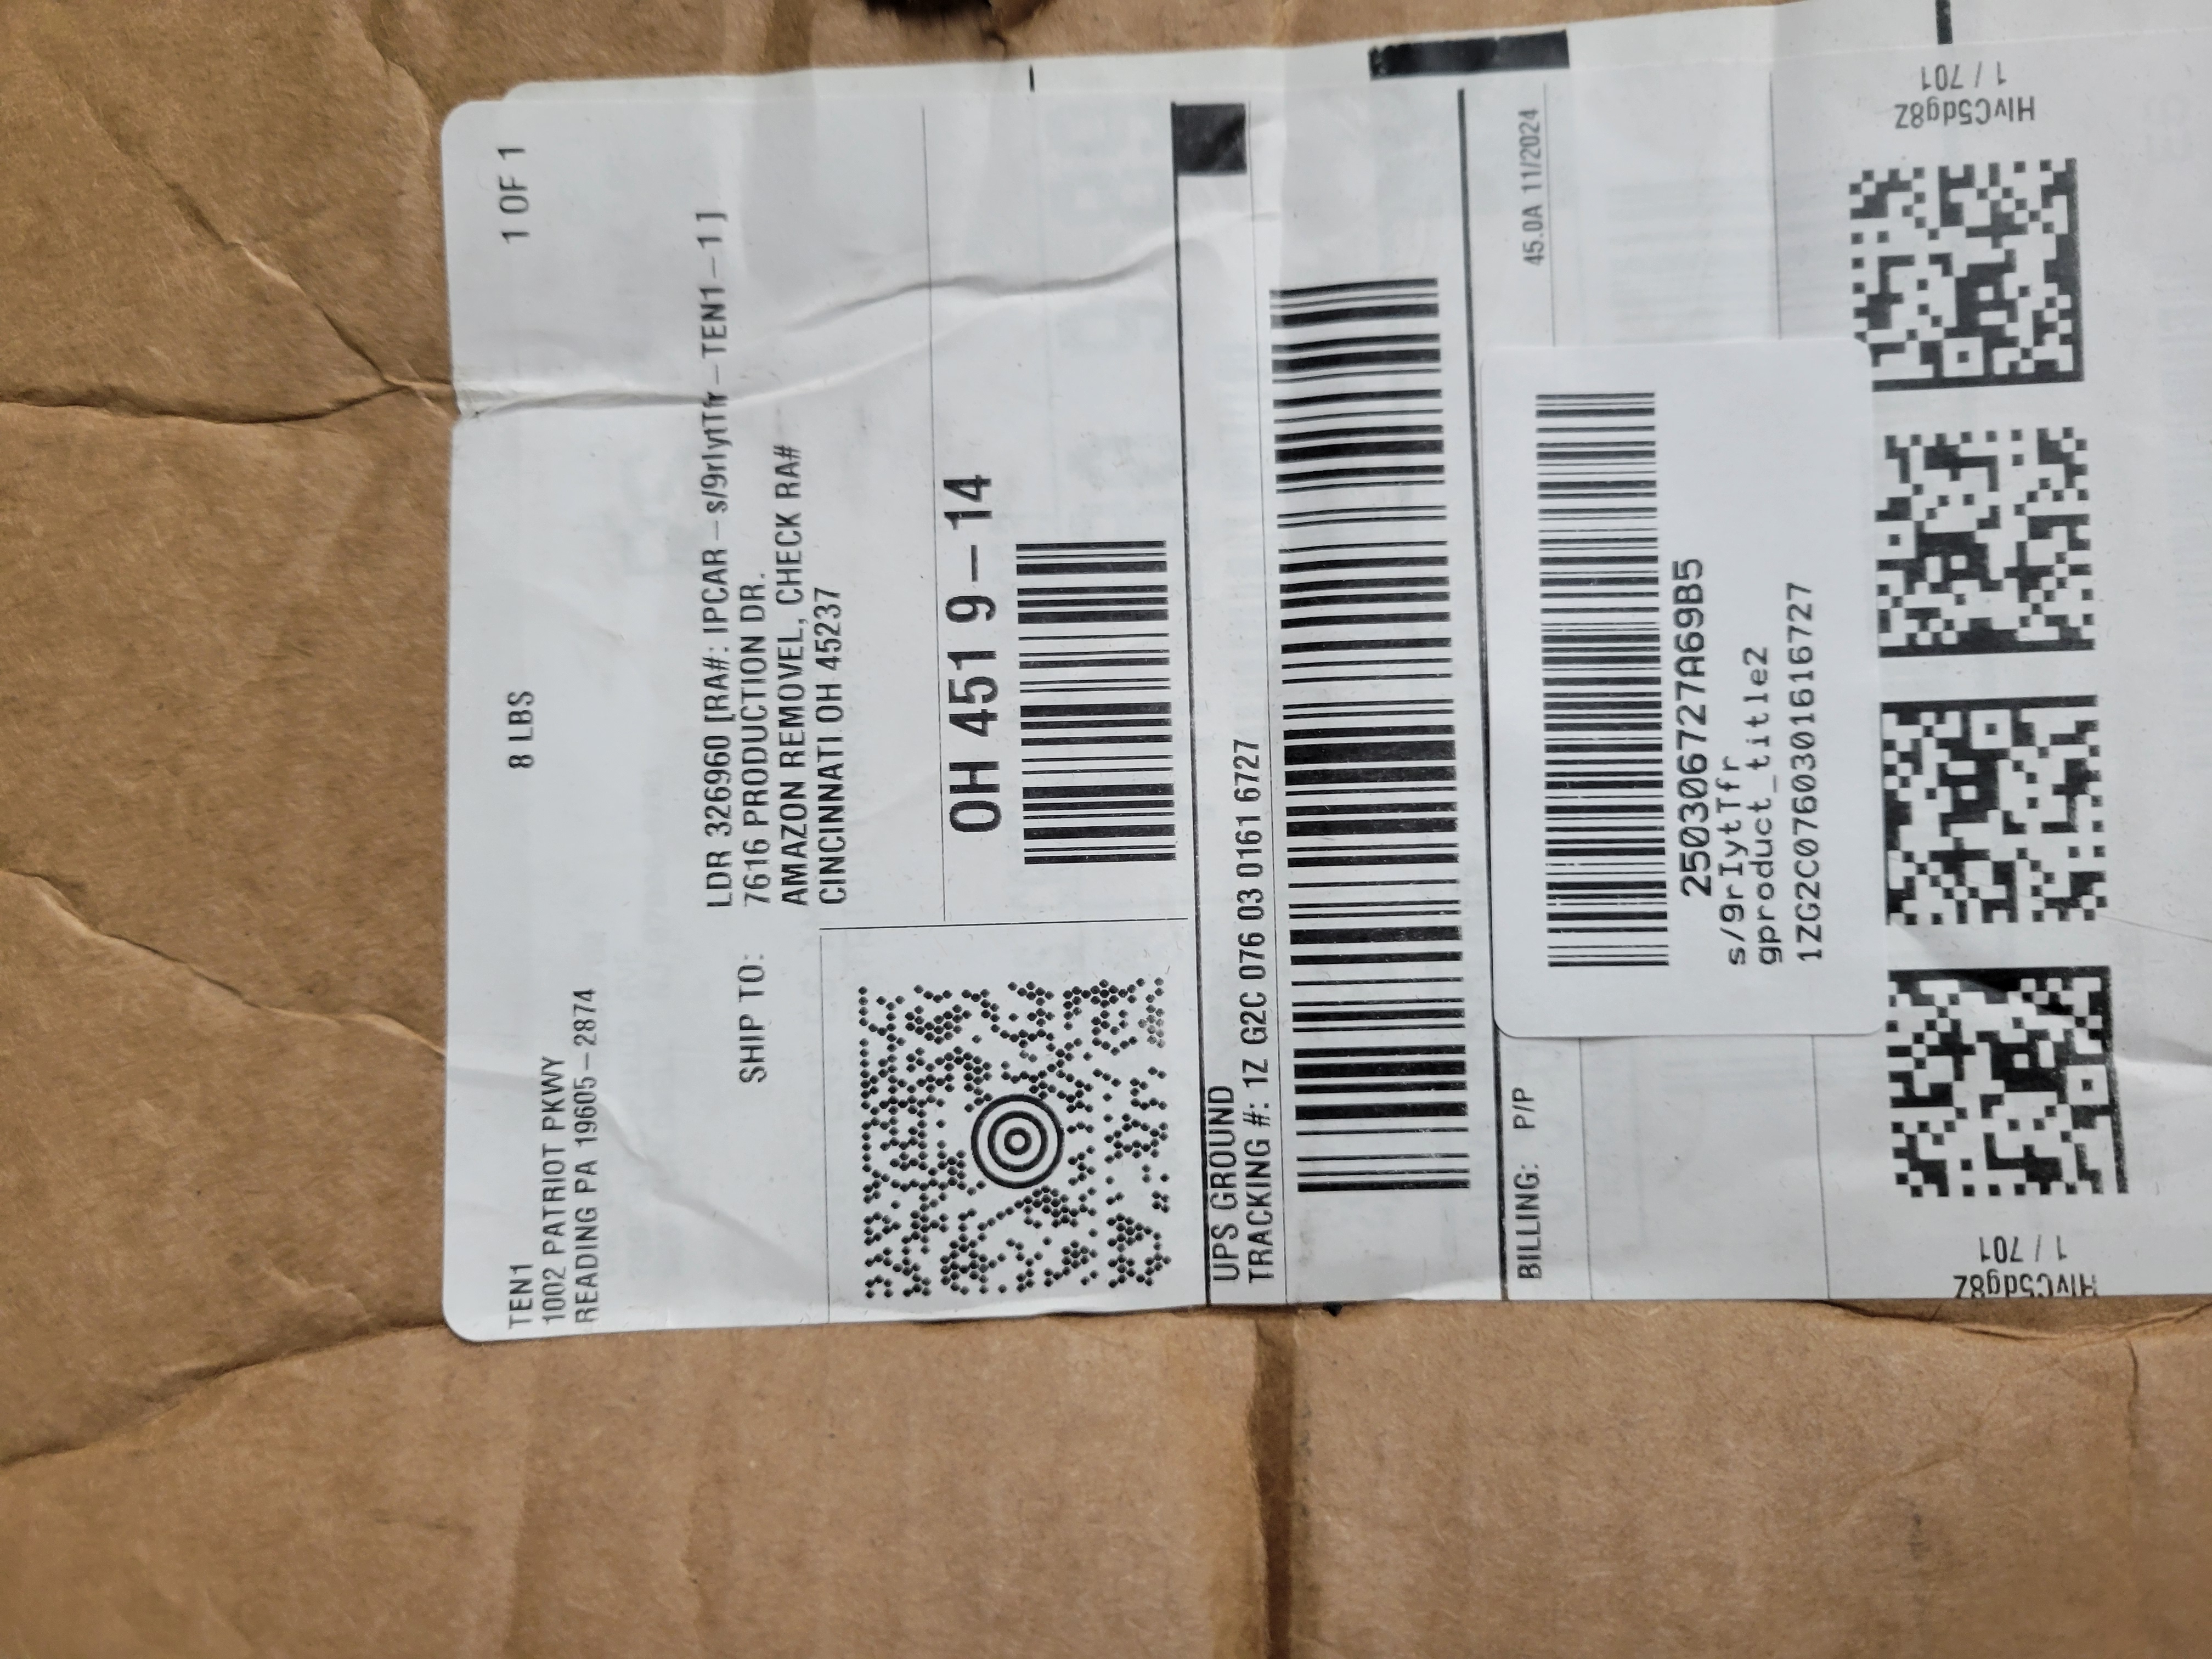 TEN1
1002 PATRIOT PKWY
READING PA 19605-2874
8 LBS
1 OF 1
SHIP TO:
LDR 326960 [RA#: IPCAR-s/9rIytTfr-TEN1-1]
7616 PRODUCTION DR.
AMAZON REMOVEL, CHECK RA#
CINCINNATI OH 45237
OH 451 9-14
UPS GROUND
TRACKING #: 1Z G2C 076 03 0161 6727
BILLING: P/P
45.0A 11/2024
2503066727A69B5
s/9rIytTfr
gproduct_title2
1ZG2C0760301616727
HlvC5dg8Z
1 / 701
HlvC5dg8Z
1 / 701